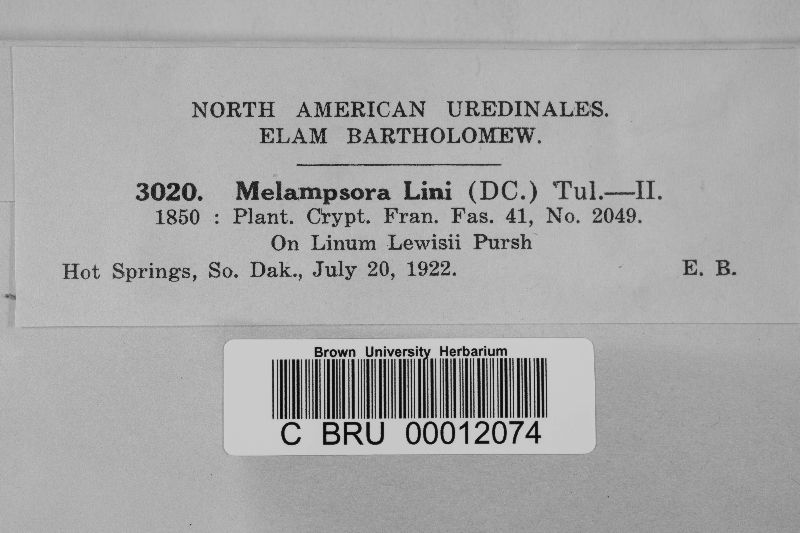 NORTH AMERICAN UREDINALES.
ELAM BARTHOLOMEW.
3020. Melampsora Lini (DC.) Tul.—II.
1850 : Plant. Crypt. Fran. Fas. 41, No. 2049.
On Linum Lewisii Pursh
Hot Springs, So. Dak., July 20, 1922. E. B.
Brown University Herbarium
C BRU 00012074